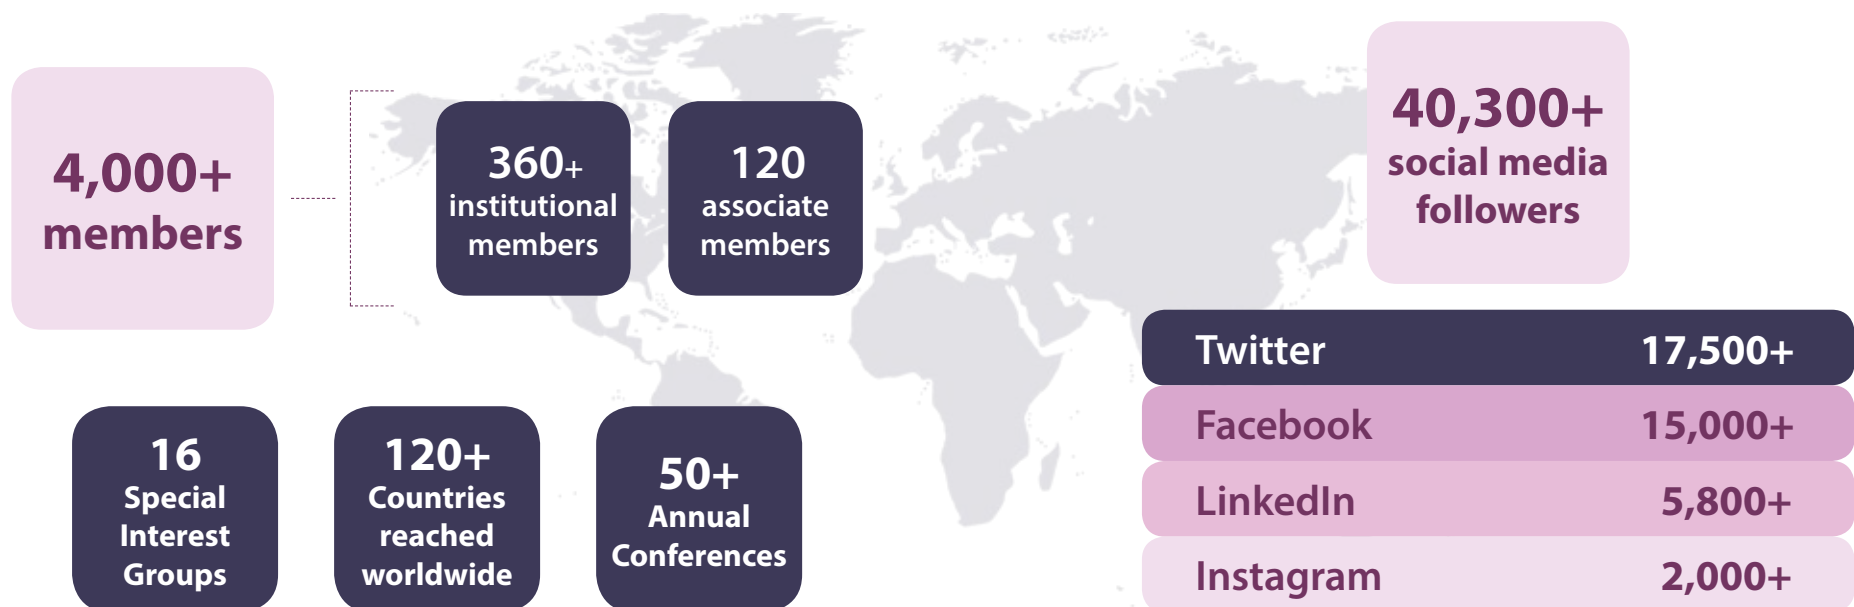 4,000+
members
360+
institutional
members
120
associate
members
40,300+
social media
followers
Twitter 17,500+
Facebook 15,000+
LinkedIn 5,800+
Instagram 2,000+
16
Special
Interest
Groups
120+
Countries
reached
worldwide
50+
Annual
Conferences